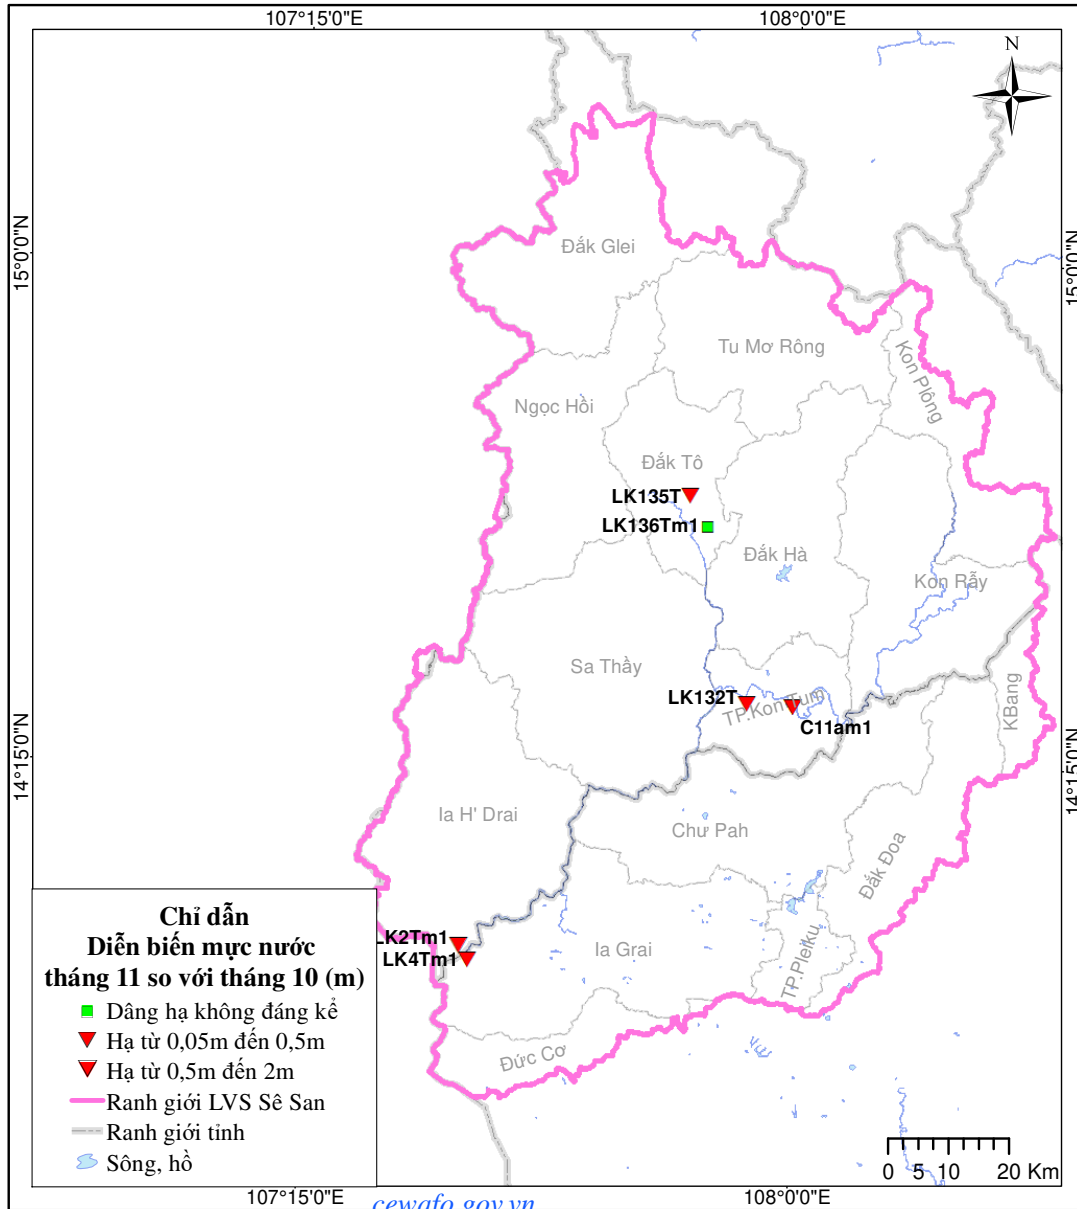 107°15'0"E
108°0'0"E
N
15°0'0"N
15°0'0"N
Đắk Glei
Tu Mơ Rông
Kon Plông
Ngọc Hồi
Đắk Tô
LK135T
LK136Tm1
Đắk Hà
Kon Rẫy
Sa Thầy
KBang
LK132T
TP.Kon Tum
C11am1
14°15'0"N
14°15'0"N
Ia H' Drai
Chư Pah
Đắk Đoa
LK2Tm1
LK4Tm1
Ia Grai
TP.Pleiku
Đức Cơ
Chỉ dẫn
Diễn biến mực nước
tháng 11 so với tháng 10 (m)
Dâng hạ không đáng kể
Hạ từ 0,05m đến 0,5m
Hạ từ 0,5m đến 2m
Ranh giới LVS Sê San
Ranh giới tỉnh
Sông, hồ
0 5 10 20 Km
107°15'0"E
108°0'0"E
cewafo.gov.vn